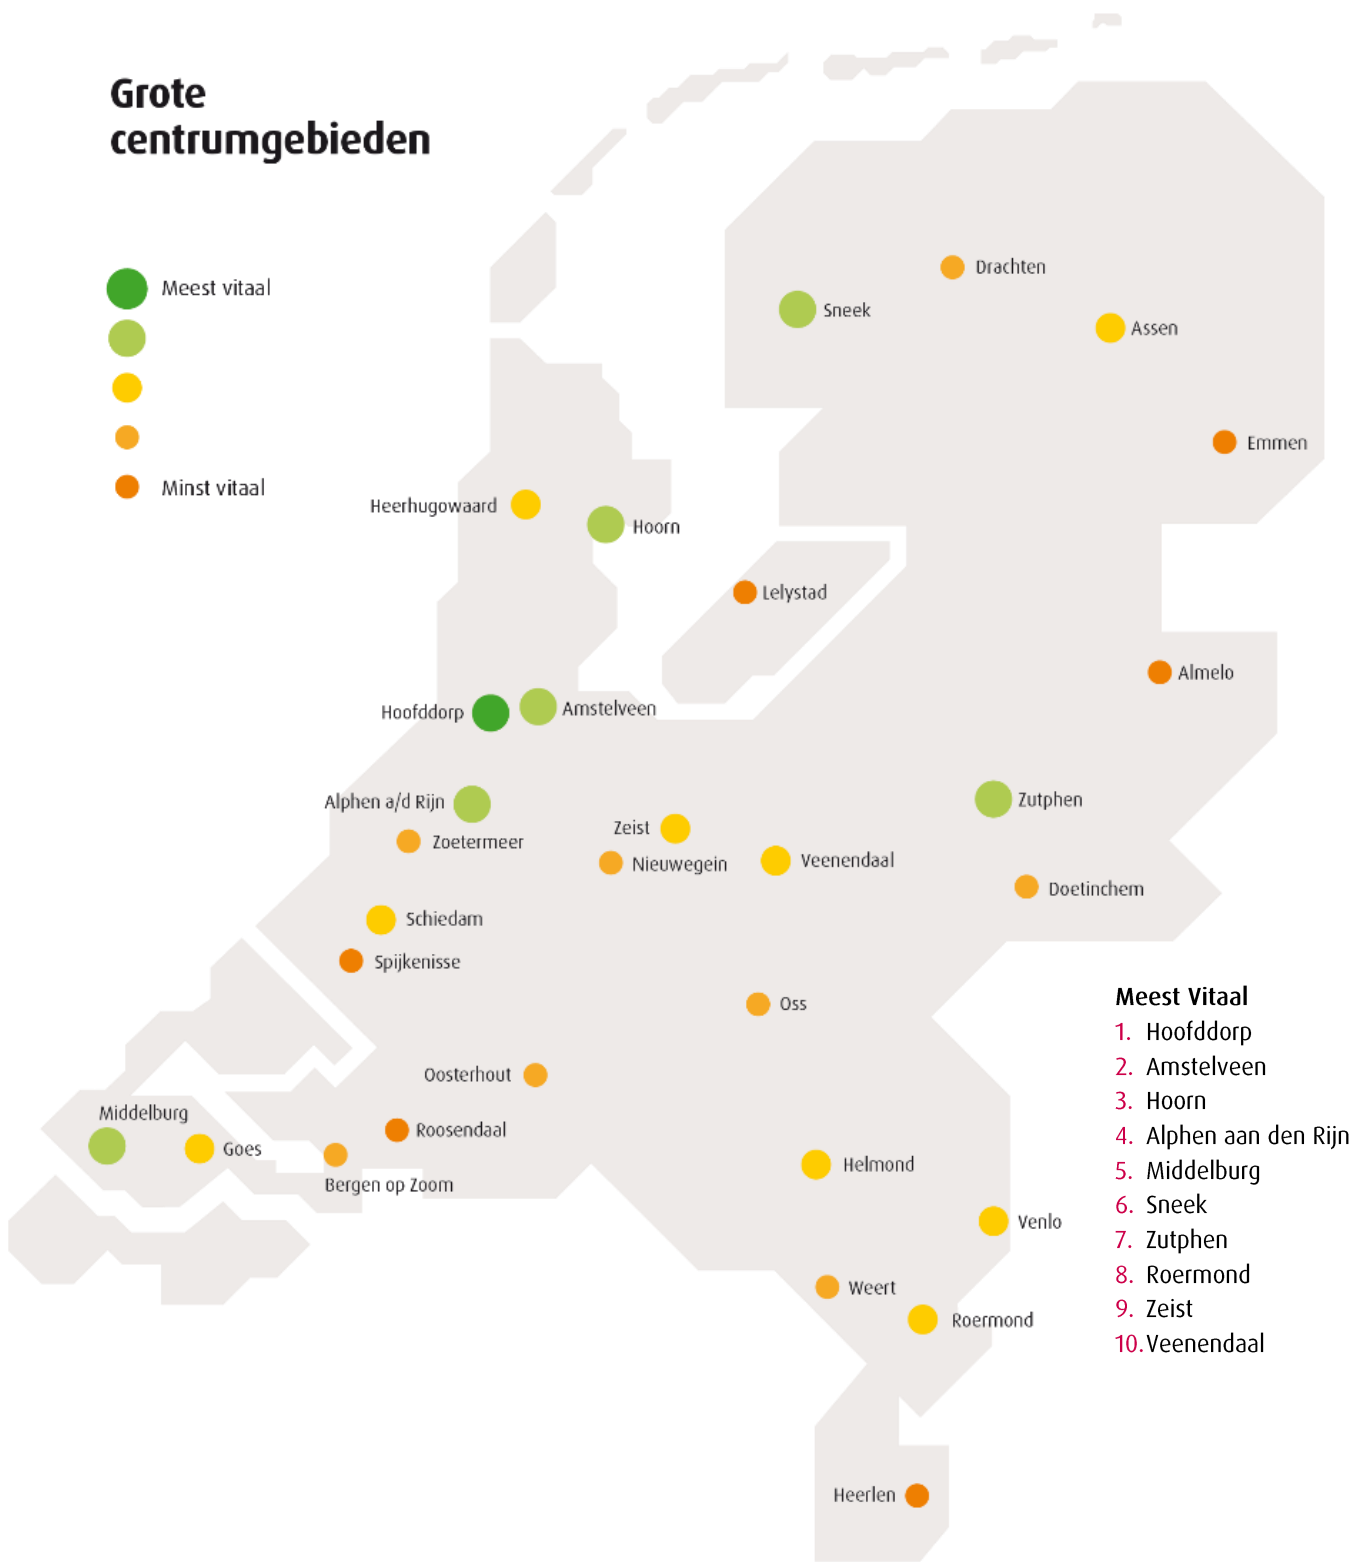 Grote
centrumgebieden
Meest vitaal
Minst vitaal
Drachten
Sneek
Assen
Emmen
Heerhugowaard
Hoorn
Lelystad
Almelo
Hoofddorp
Amstelveen
Alphen a/d Rijn
Zutphen
Zoetermeer
Zeist
Nieuwegein
Veenendaal
Doetinchem
Schiedam
Spijkenisse
Oss
Oosterhout
Middelburg
Goes
Roosendaal
Bergen op Zoom
Helmond
Venlo
Weert
Roermond
Heerlen
Meest Vitaal
1. Hoofddorp
2. Amstelveen
3. Hoorn
4. Alphen aan den Rijn
5. Middelburg
6. Sneek
7. Zutphen
8. Roermond
9. Zeist
10. Veenendaal